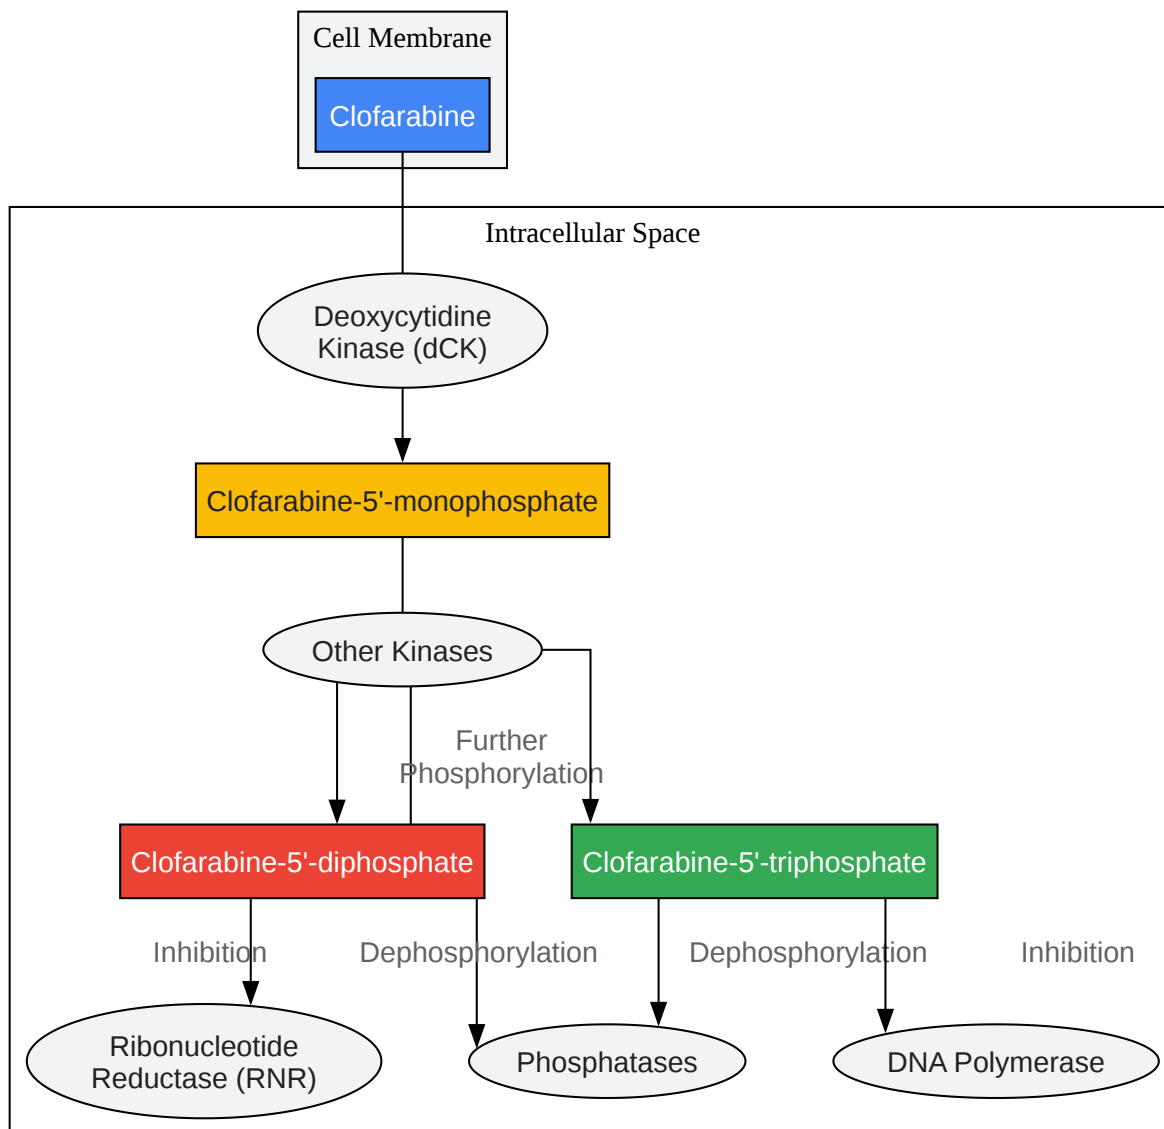 Cell Membrane
Clofarabine
Intracellular Space
Deoxycytidine
Kinase (dCK)
Clofarabine-5'-monophosphate
Other Kinases
Further
Phosphorylation
Clofarabine-5'-diphosphate
Clofarabine-5'-triphosphate
Inhibition
Dephosphorylation
Dephosphorylation
Inhibition
Ribonucleotide
Reductase (RNR)
Phosphatases
DNA Polymerase